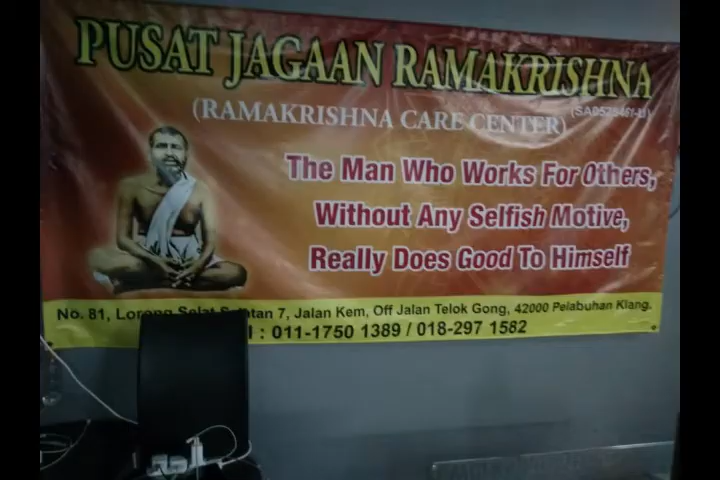 PUSAT JAGAAN RAMAKRISHNA
(RAMAKRISHNA CARE CENTER)
The Man Who Works For Others,
Without Any Selfish Motive,
Really Does Good To Himself
No. 81, Lorong Selat Selatan 7, Jalan Kem, Off Jalan Telok Gong, 42000 Pelabuhan Klang.
: 011-1750 1389 / 018-297 1582